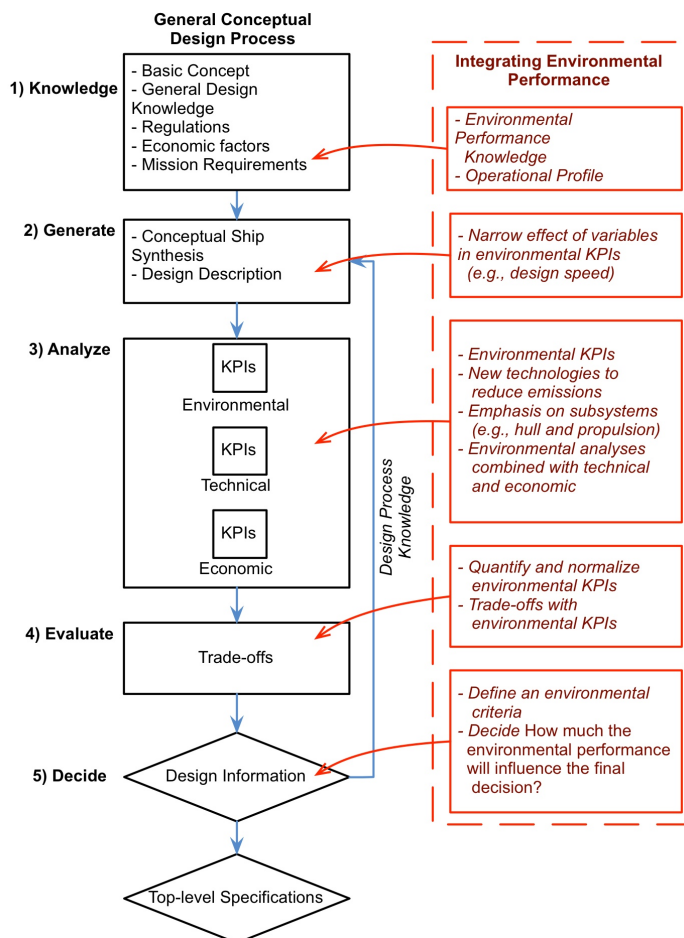 General Conceptual
Design Process
1) Knowledge
- Basic Concept
- General Design
Knowledge
- Regulations
- Economic factors
- Mission Requirements
2) Generate
- Conceptual Ship
Synthesis
- Design Description
3) Analyze
KPIs
Environmental
KPIs
Technical
KPIs
Economic
Design Process
Knowledge
4) Evaluate
Trade-offs
5) Decide
Design Information
Top-level Specifications
Integrating Environmental
Performance
- Environmental
Performance
Knowledge
- Operational Profile
- Narrow effect of variables
in environmental KPIs
(e.g., design speed)
- Environmental KPIs
- New technologies to
reduce emissions
- Emphasis on subsystems
(e.g., hull and propulsion)
- Environmental analyses
combined with technical
and economic
- Quantify and normalize
environmental KPIs
- Trade-offs with
environmental KPIs
- Define an environmental
criteria
- Decide How much the
environmental performance
will influence the final
decision?